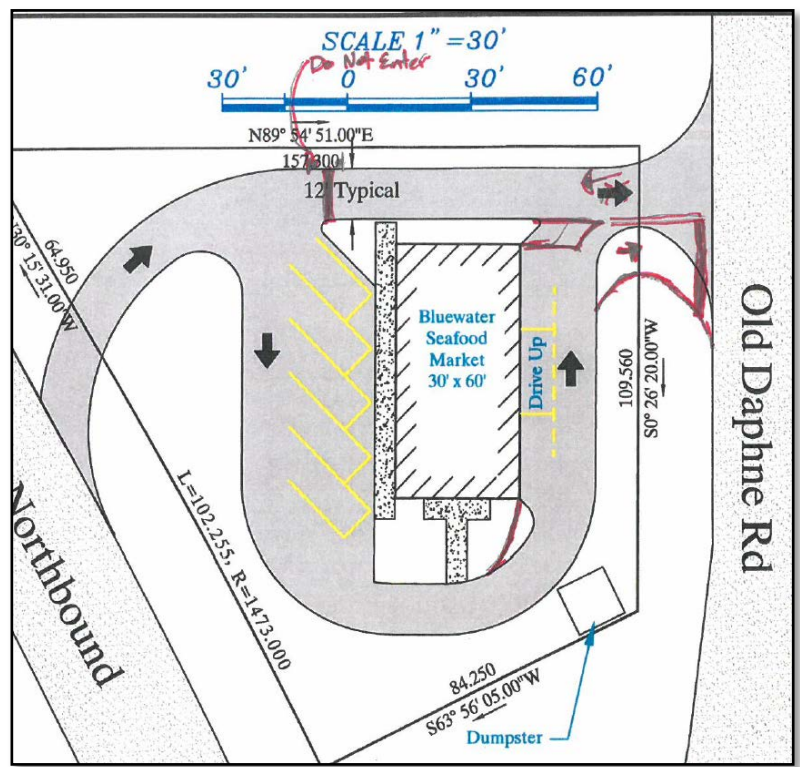 SCALE 1" =30'
Do Not Enter
30' 0 30' 60'
N89° 54' 51.00"E
157.300
12' Typical
64.950
N30° 15' 31.00"W
Bluewater
Seafood
Market
30' x 60'
Drive Up
109.560
S0° 26' 20.00"W
Old Daphne Rd
L=102.255, R=1473.000
Northbound
84.250
S63° 56' 05.00"W
Dumpster